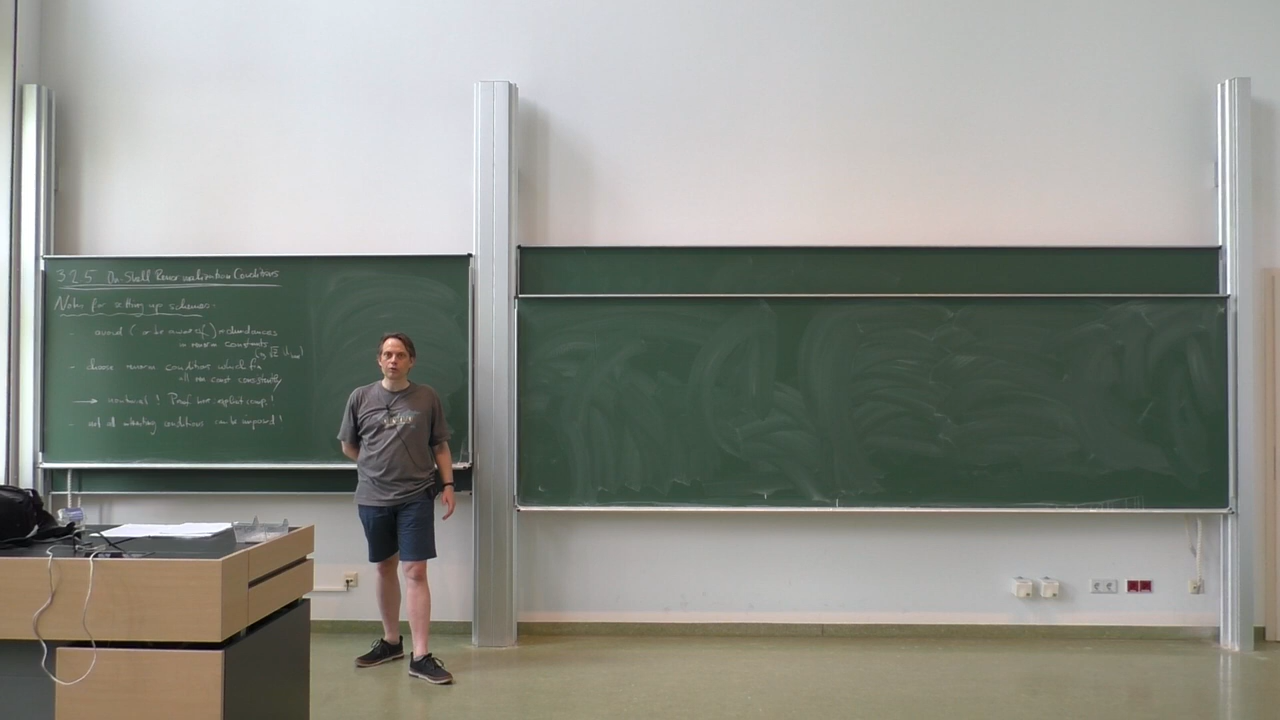 3.2.5 On-Shell Renormalization Conditions
Notes for setting up schemes:
- avoid (or be aware of) redundances
in renorm constants
- choose renorm conditions which fix
all ren const consistently
→ nontrivial! Proof here: explicit comp.!
- not all interesting conditions can be imposed!